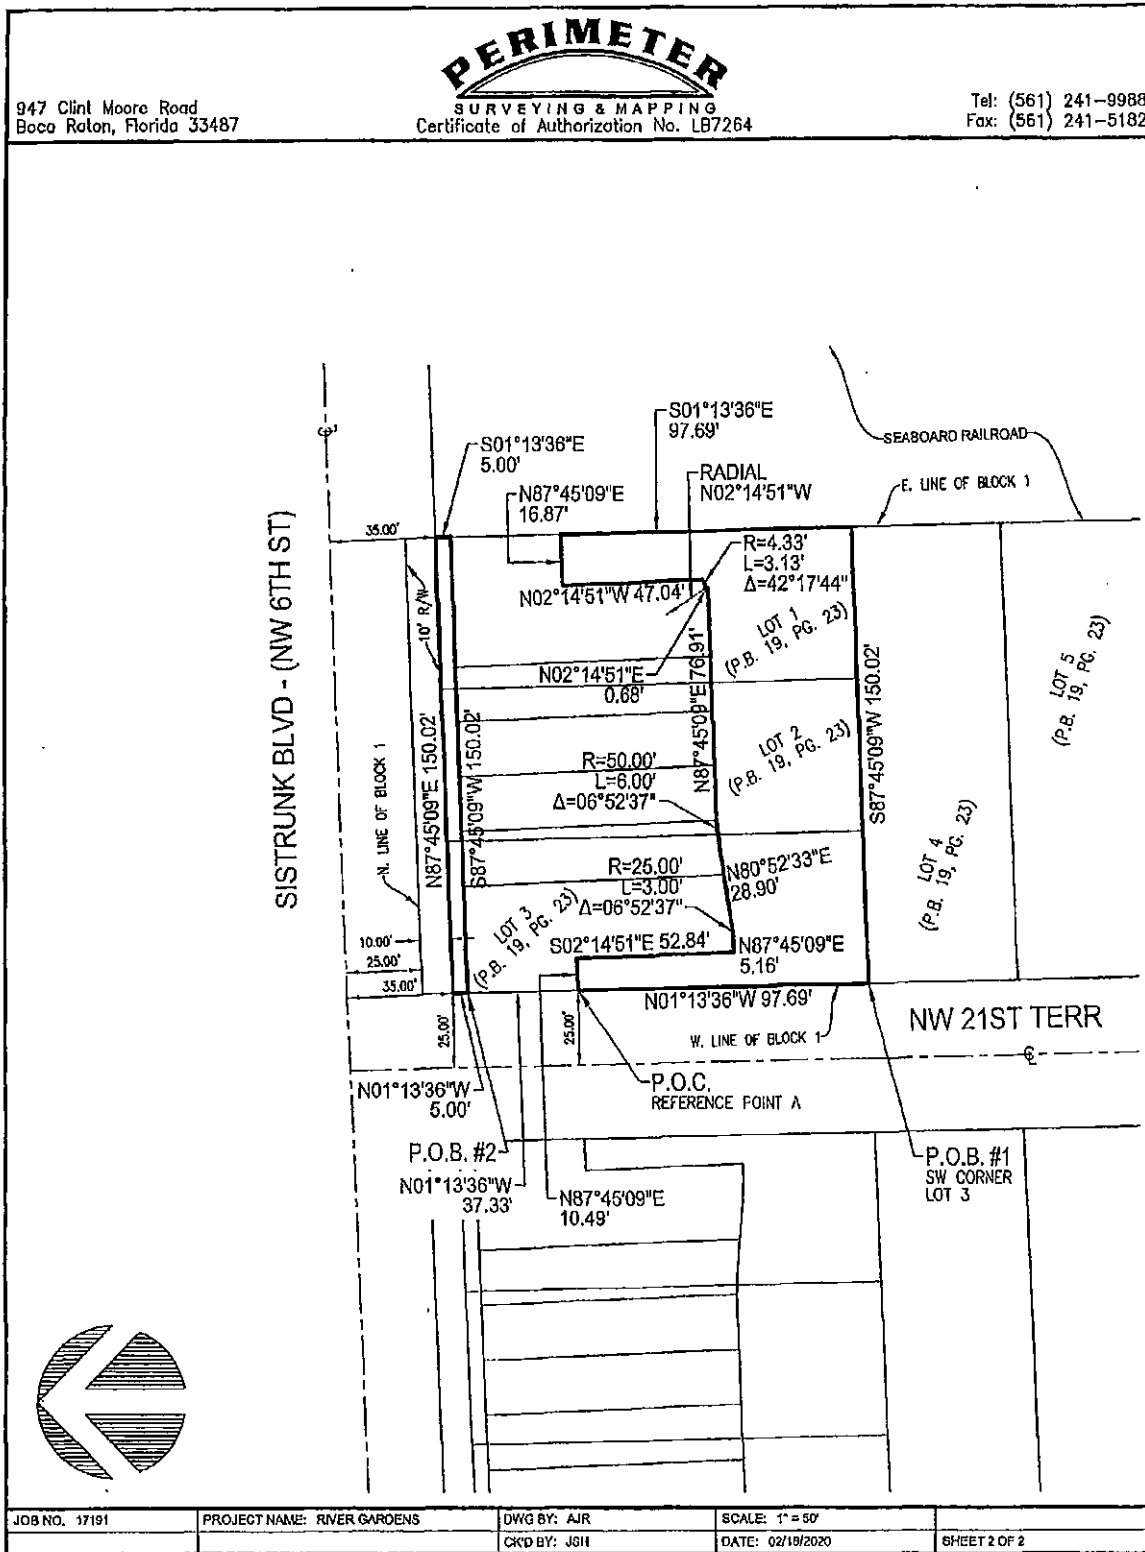 PERIMETER
SURVEYING & MAPPING
Certificate of Authorization No. LB7264
947 Clint Moore Road
Boca Raton, Florida 33487
Tel: (561) 241-9988
Fax: (561) 241-5182
S01°13'36"E
97.69'
SEABOARD RAILROAD
S01°13'36"E
5.00'
RADIAL
N02°14'51"W
E. LINE OF BLOCK 1
N87°45'09"E
16.87'
35.00'
R=4.33'
L=3.13'
Δ=42°17'44"
N02°14'51"W 47.04'
10' R/W
LOT 1
(P.B. 19, PG. 23)
N02°14'51"E
0.68'
N87°45'09"E 76.91'
SISTRUNK BLVD - (NW 6TH ST)
N. LINE OF BLOCK 1
N87°45'09"E 150.02'
S87°45'09"W 150.02'
R=50.00'
L=6.00'
Δ=06°52'37"
LOT 2
(P.B. 19, PG. 23)
S87°45'09"W 150.02'
LOT 5
(P.B. 19, PG. 23)
R=25.00'
L=3.00'
Δ=06°52'37"
N80°52'33"E
28.90'
LOT 4
(P.B. 19, PG. 23)
LOT 3
(P.B. 19, PG. 23)
S02°14'51"E 52.84'
N87°45'09"E
5.16'
10.00'
25.00'
35.00'
N01°13'36"W 97.69'
25.00'
25.00'
W. LINE OF BLOCK 1
NW 21ST TERR
N01°13'36"W
5.00'
P.O.C.
REFERENCE POINT A
P.O.B. #2
P.O.B. #1
SW CORNER
LOT 3
N01°13'36"W
37.33'
N87°45'09"E
10.49'
JOB NO. 17191
PROJECT NAME: RIVER GARDENS
DWG BY: AJR
SCALE: 1" = 50'
CK'D BY: JSH
DATE: 02/18/2020
SHEET 2 OF 2